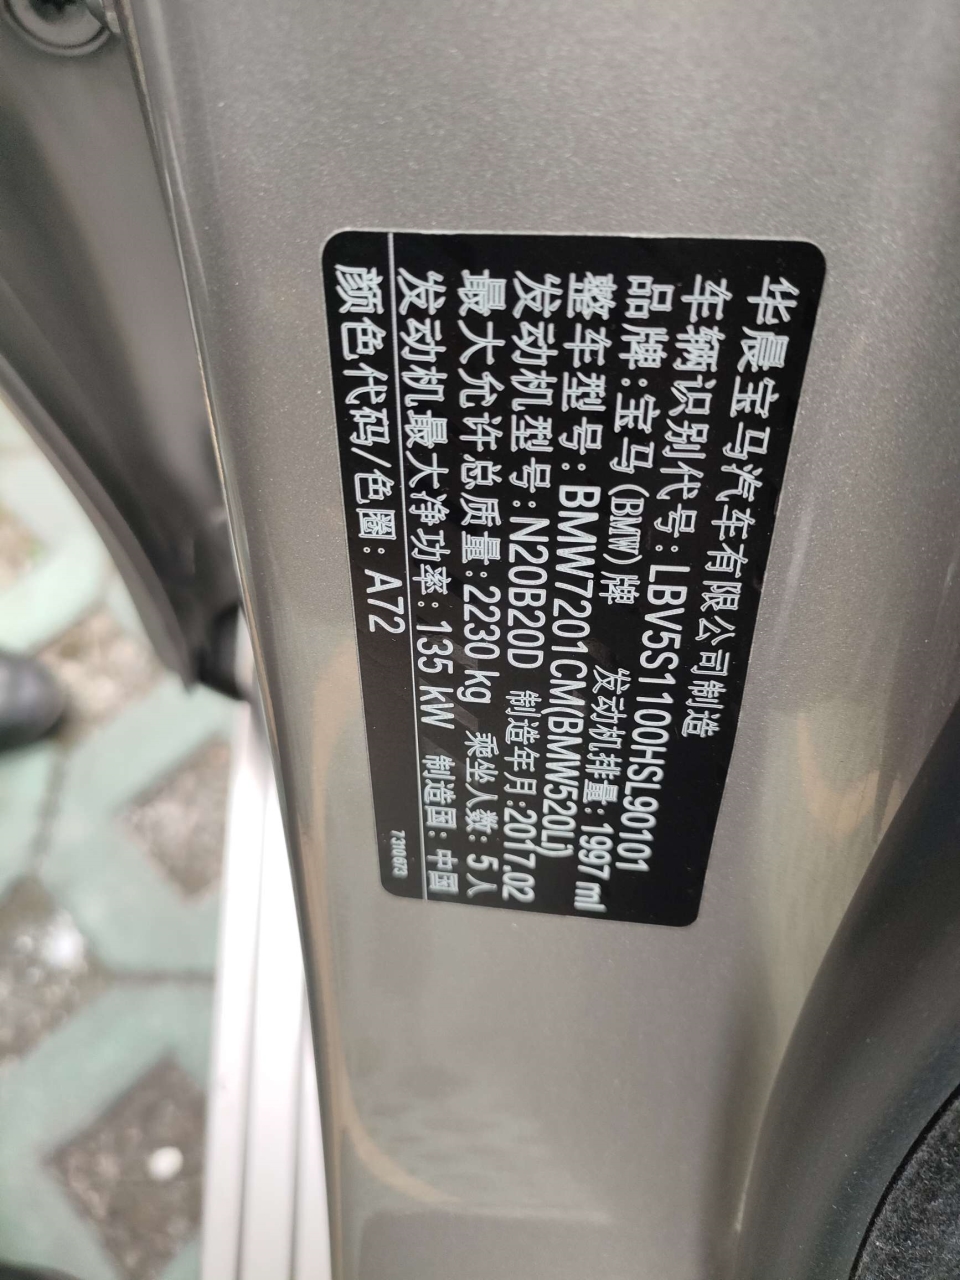 华晨宝马汽车有限公司制造
车辆识别代号:LBV5S1100HSL90101
品牌:宝马(BMW)牌 发动机排量:1997 ml
整车型号:BMW7201CM(BMW520Li)
发动机型号:N20B20D 制造年月:2017.02
最大允许总质量:2230 kg 乘坐人数:5人
发动机最大净功率:135 kW 制造国:中国
颜色代码/色圈:A72 7310673